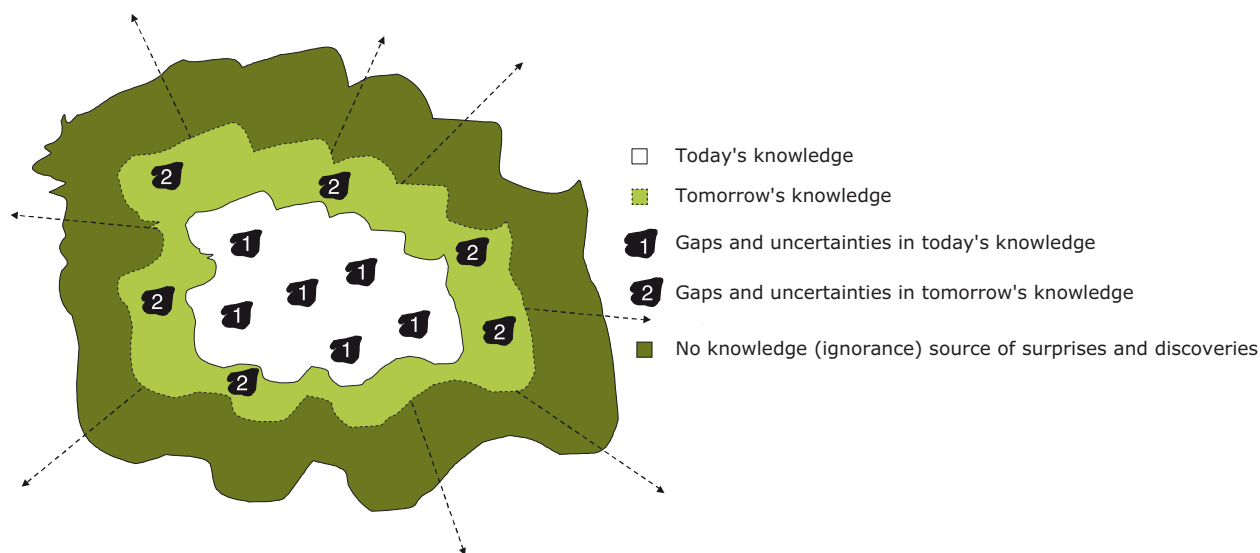 2
2
1
2
1
1
2
1
1
2
1
2
Today's knowledge
Tomorrow's knowledge
1 Gaps and uncertainties in today's knowledge
2 Gaps and uncertainties in tomorrow's knowledge
No knowledge (ignorance) source of surprises and discoveries